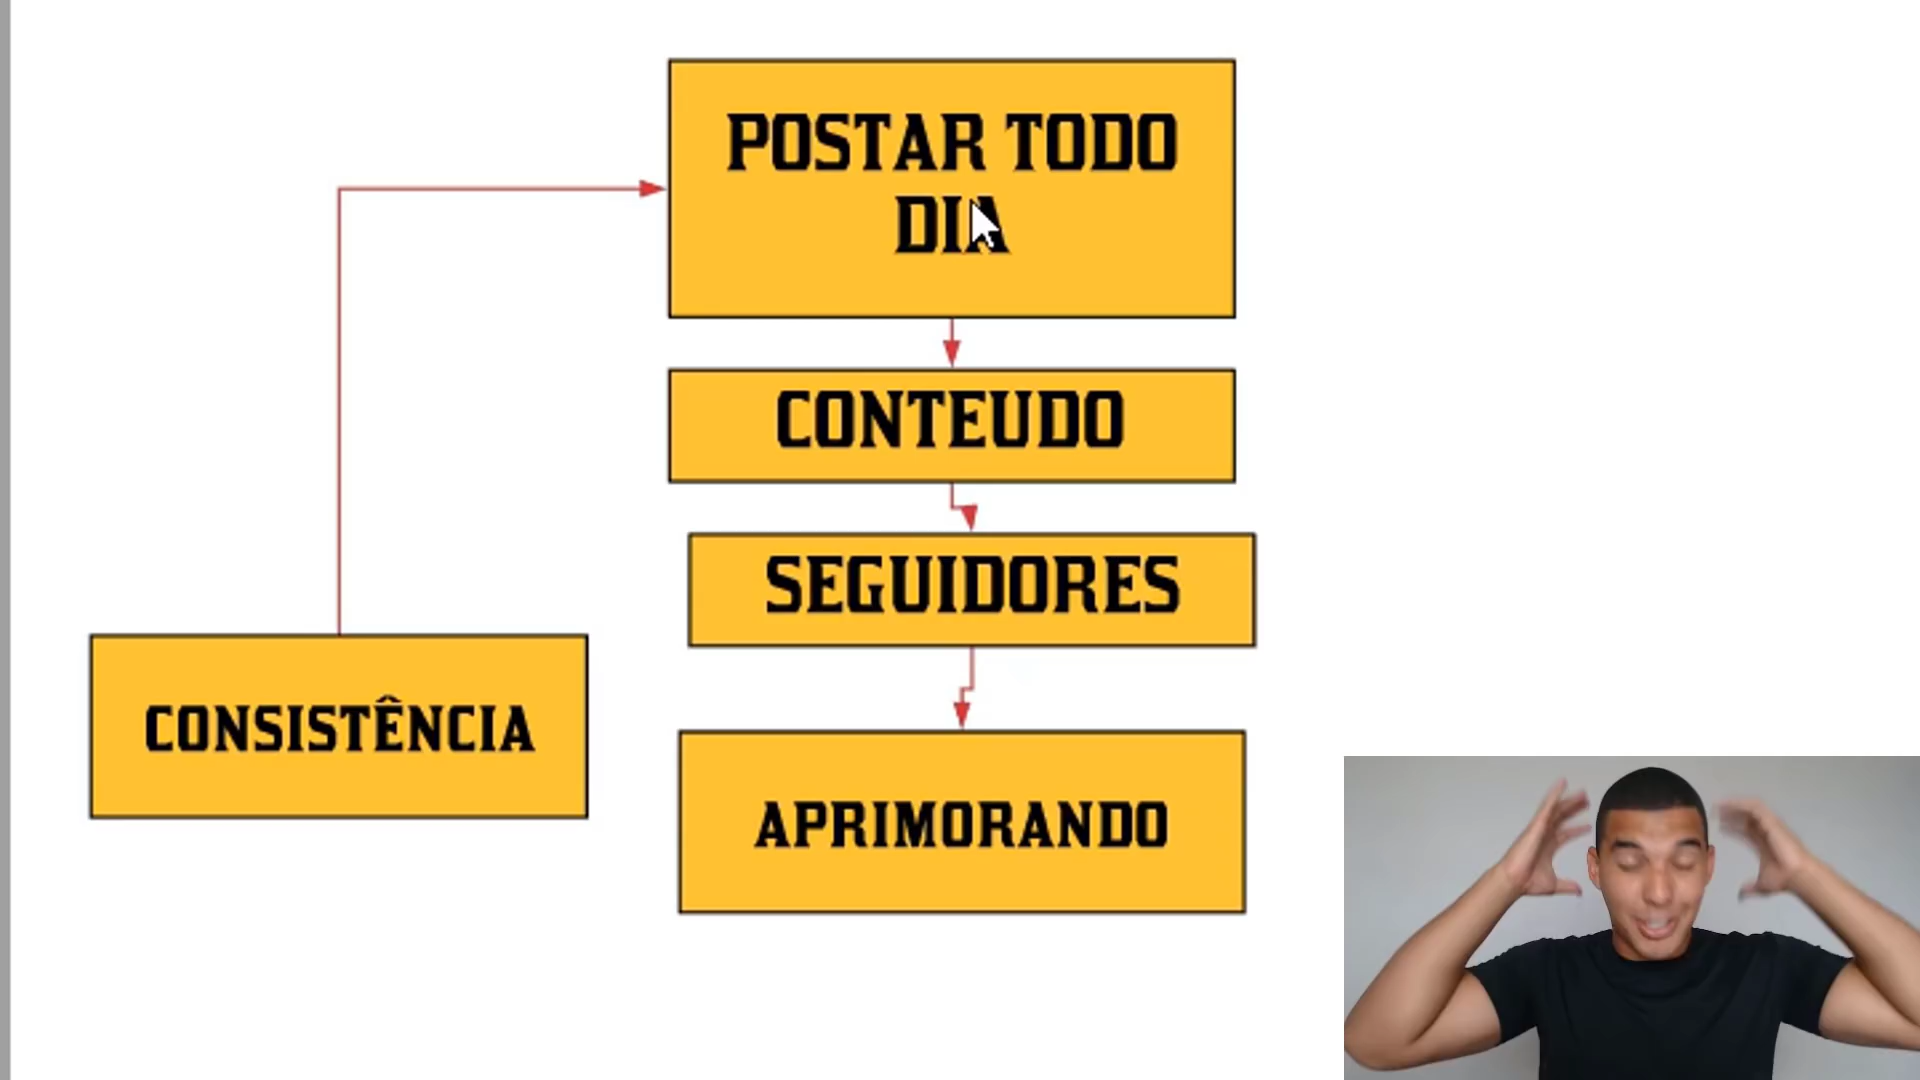 POSTAR TODO
DIA
CONTEUDO
SEGUIDORES
CONSISTÊNCIA
APRIMORANDO